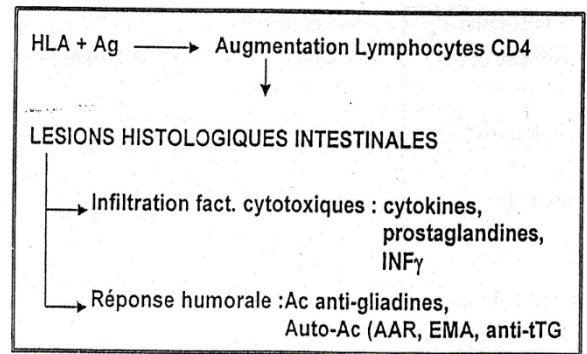 HLA + Ag Augmentation Lymphocytes CD4
LESIONS HISTOLOGIQUES INTESTINALES
Infiltration fact. cytotoxiques : cytokines,
prostaglandines,
INFγ
Réponse humorale : Ac anti-gliadines,
Auto-Ac (AAR, EMA, anti-tTG